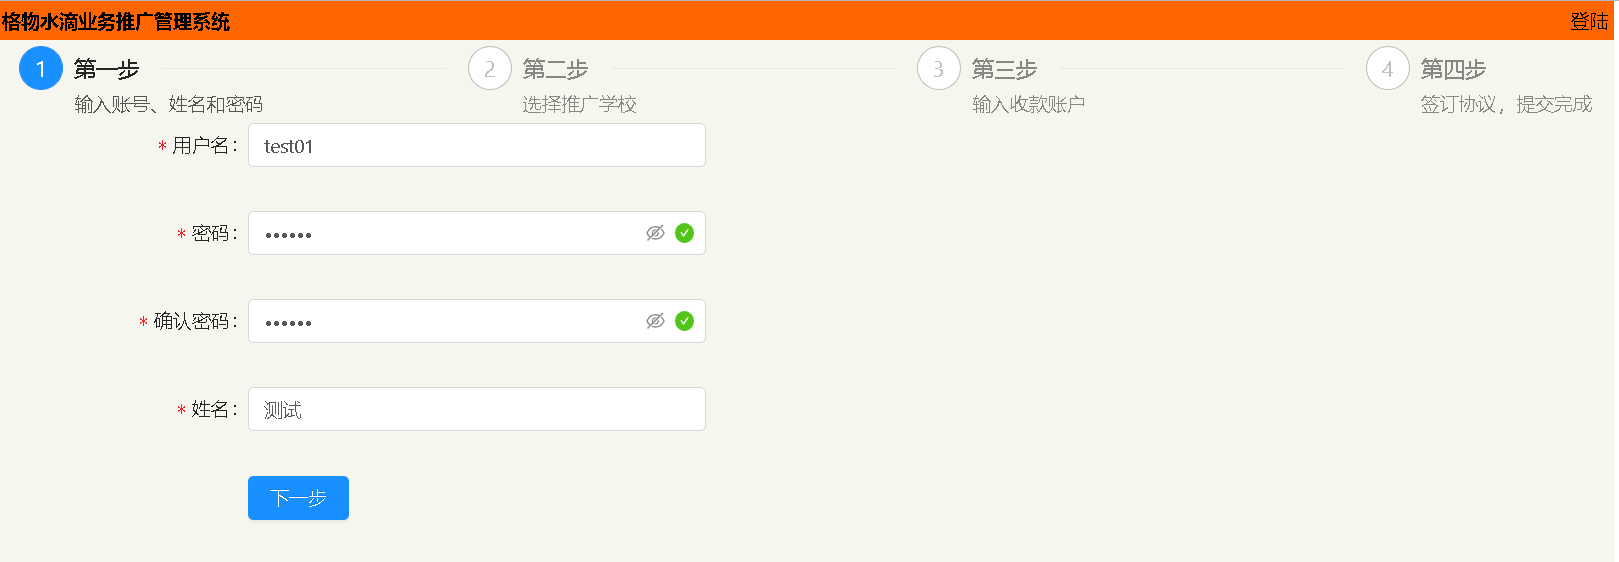 格物水滴业务推广管理系统 登陆
1 第一步 2 第二步 3 第三步 4 第四步
输入账号、姓名和密码 选择推广学校 输入收款账户 签订协议，提交完成
* 用户名： test01
* 密码： ••••••
* 确认密码： ••••••
* 姓名： 测试
下一步